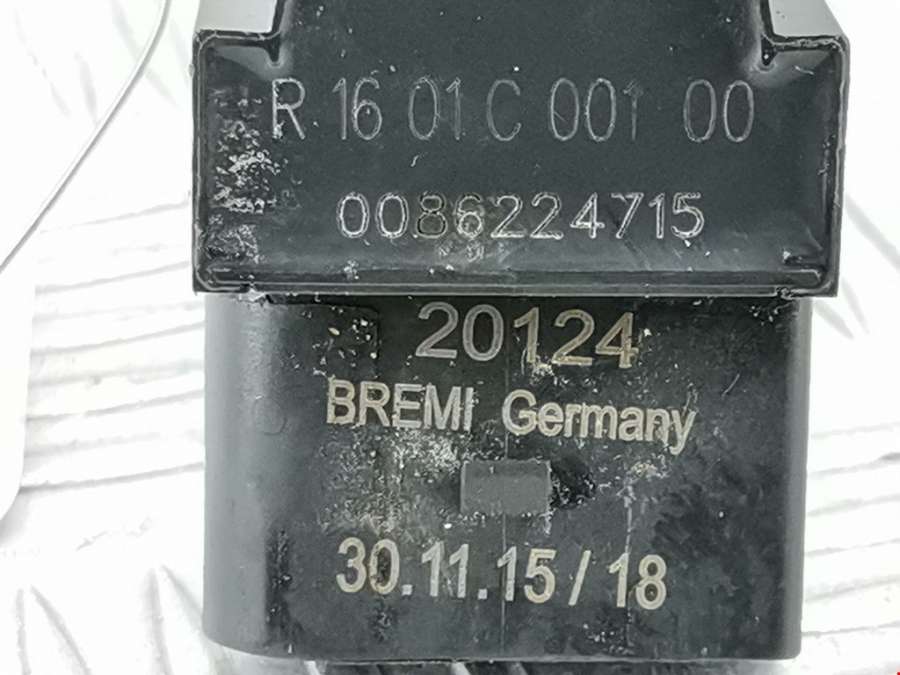 R 16 01 C 001 00
0086224715
20124
BREMI Germany
30.11.15 / 18